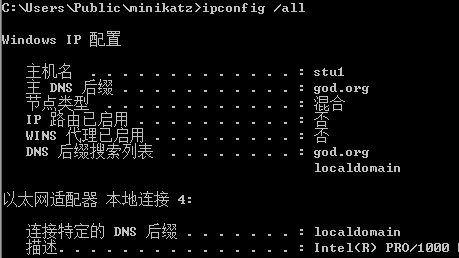 C:\Users\Public\minikatz>ipconfig /all
Windows IP 配置
主机名 . . . . . . . . . . . . . : stu1
主 DNS 后缀 . . . . . . . . . . . : god.org
节点类型 . . . . . . . . . . . . : 混合
IP 路由已启用 . . . . . . . . . . : 否
WINS 代理已启用 . . . . . . . . . : 否
DNS 后缀搜索列表 . . . . . . . . : god.org
localdomain
以太网适配器 本地连接 4:
连接特定的 DNS 后缀 . . . . . . . : localdomain
描述. . . . . . . . . . . . . . . : Intel(R) PRO/1000